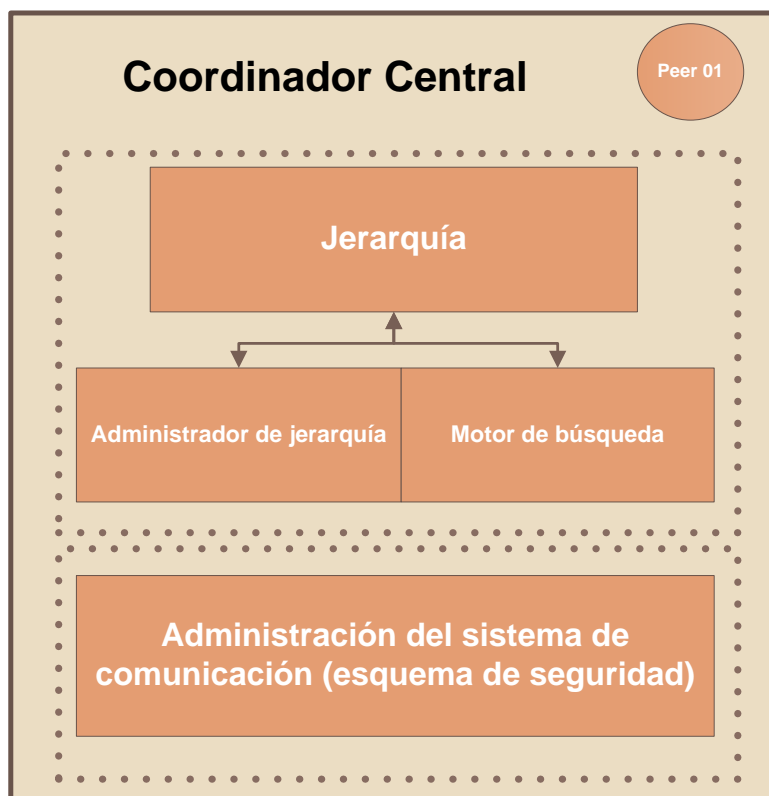 Coordinador Central
Peer 01
Jerarquía
Administrador de jerarquía
Motor de búsqueda
Administración del sistema de
comunicación (esquema de seguridad)